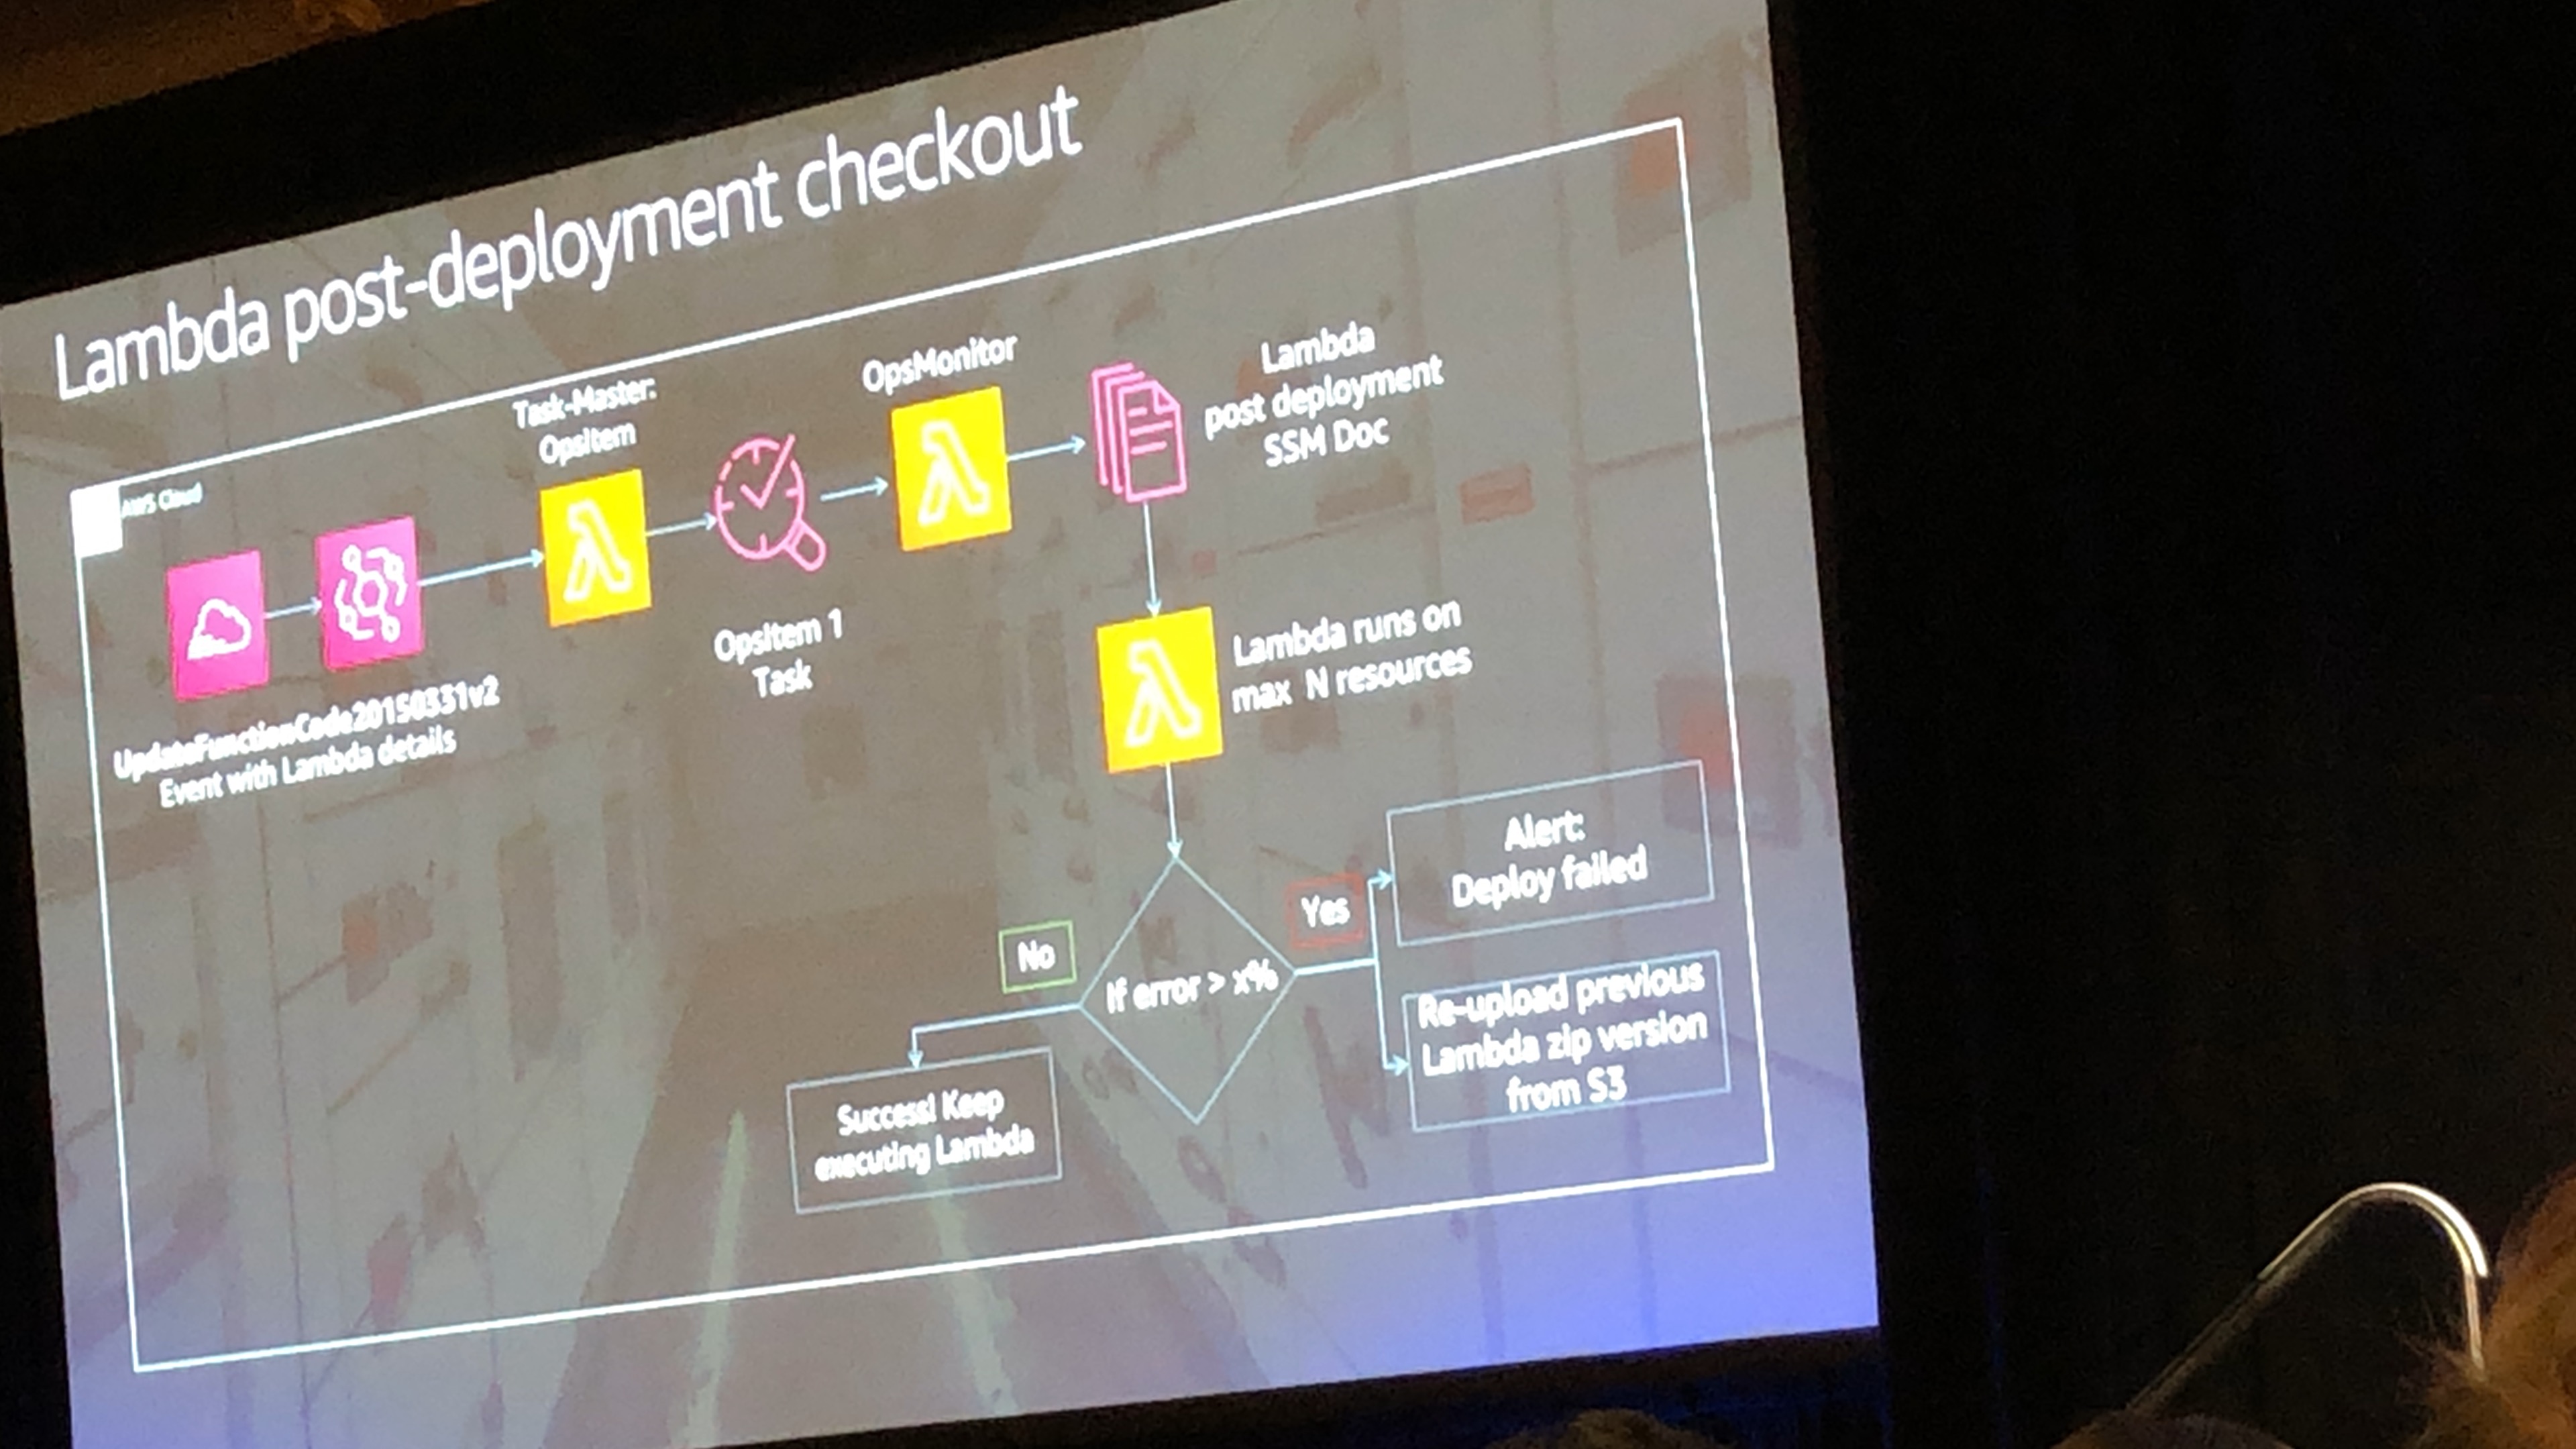 Lambda post-deployment checkout
AWS Cloud
UpdateFunctionCode20150331v2
Event with Lambda details
Task-Master:
OpsItem
OpsItem 1
Task
OpsMonitor
Lambda
post deployment
SSM Doc
Lambda runs on
max N resources
If error > x%
No
Yes
Success! Keep
executing Lambda
Alert:
Deploy failed
Re-upload previous
Lambda zip version
from S3